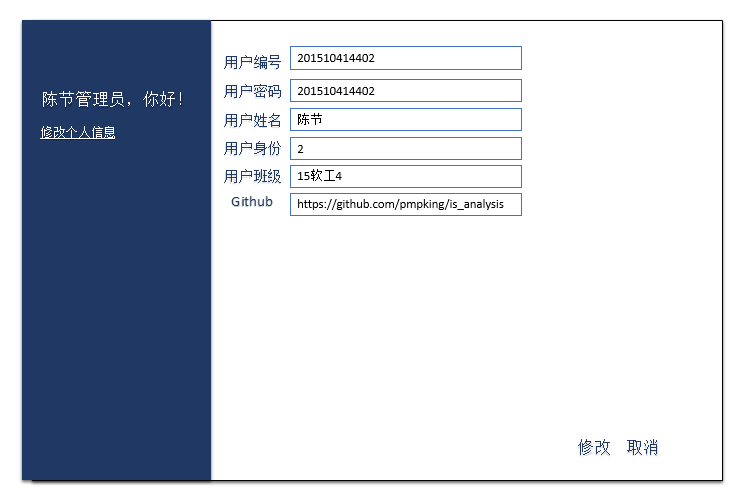 陈节管理员，你好！
修改个人信息
用户编号 201510414402
用户密码 201510414402
用户姓名 陈节
用户身份 2
用户班级 15软工4
Github https://github.com/pmpking/is_analysis
修改 取消